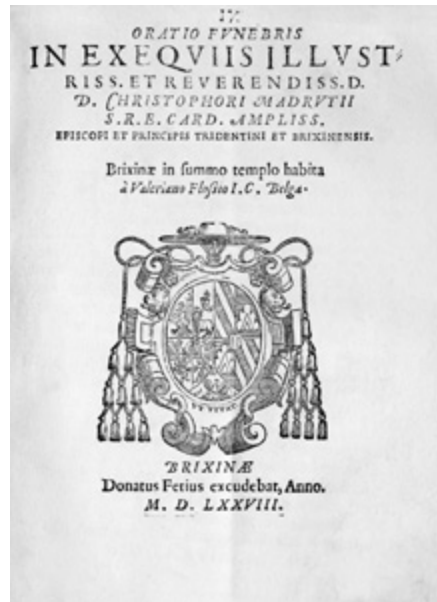 17.
ORATIO FVNEBRIS
IN EXEQVIIS ILLVST
RISS. ET REVERENDISS. D.
D. CHRISTOPHORI MADRVTII
S. R. E. CARD. AMPLISS.
EPISCOPI ET PRINCIPIS TRIDENTINI ET BRIXINENSIS.
Brixinæ in summo templo habita
à Valeriano I. C. Belga.
BRIXINÆ
Donatus Fetius excudebat, Anno.
M. D. LXXVIII.